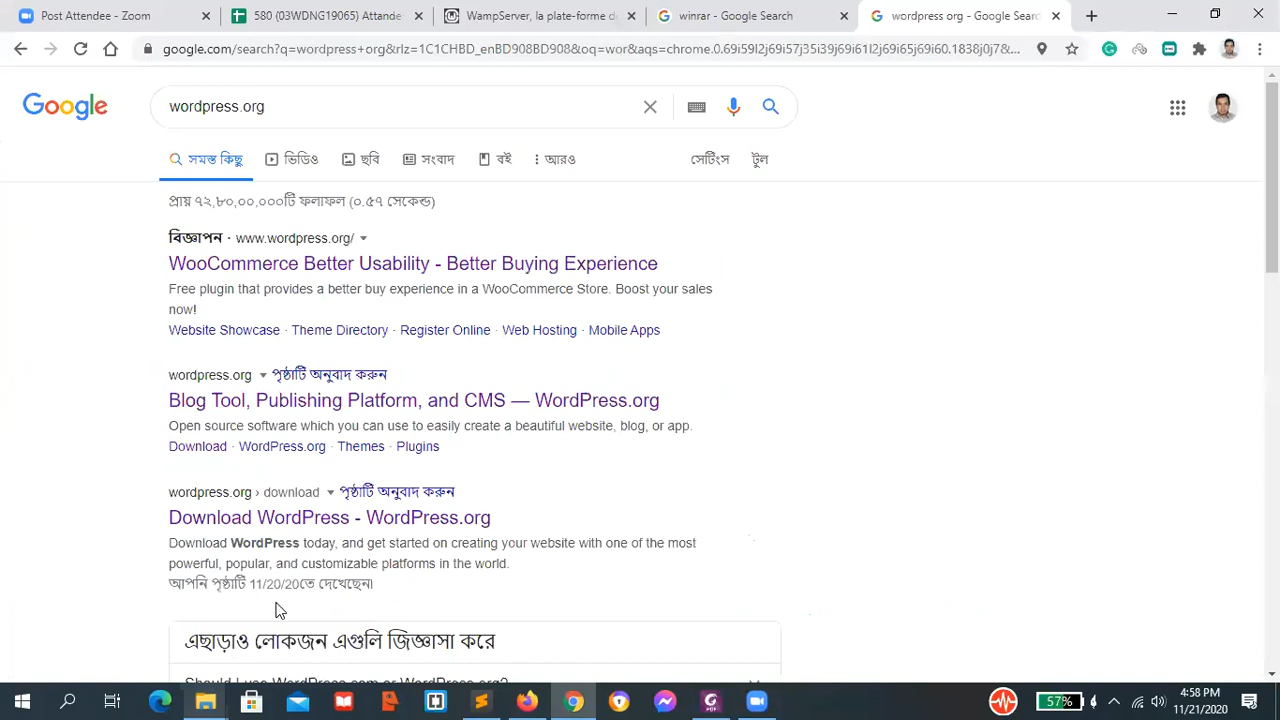 Post Attendee - Zoom
580 (03WDNG19065) Attande
WampServer, la plate-forme d
winrar - Google Search
wordpress org - Google Searc
google.com/search?q=wordpress+org&rlz=1C1CHBD_enBD908BD908&oq=wor&aqs=chrome.0.69i59l2j69i57j35i39j69i61l2j69i65j69i60.1838j0j7&...
Google
wordpress.org
সমস্ত কিছু
ভিডিও
ছবি
সংবাদ
বই
আরও
সেটিংস
টুল
প্রায় ৭২,৮০,০০,০০০টি ফলাফল (০.৫৭ সেকেন্ড)
বিজ্ঞাপন · www.wordpress.org/
WooCommerce Better Usability - Better Buying Experience
Free plugin that provides a better buy experience in a WooCommerce Store. Boost your sales
now!
Website Showcase · Theme Directory · Register Online · Web Hosting · Mobile Apps
wordpress.org পৃষ্ঠাটি অনুবাদ করুন
Blog Tool, Publishing Platform, and CMS — WordPress.org
Open source software which you can use to easily create a beautiful website, blog, or app.
Download · WordPress.org · Themes · Plugins
wordpress.org › download পৃষ্ঠাটি অনুবাদ করুন
Download WordPress - WordPress.org
Download WordPress today, and get started on creating your website with one of the most
powerful, popular, and customizable platforms in the world.
আপনি পৃষ্ঠাটি 11/20/20তে দেখেছেন।
এছাড়াও লোকজন এগুলি জিজ্ঞাসা করে
Should I use WordPress.com or WordPress.org?
57%
4:58 PM
11/21/2020